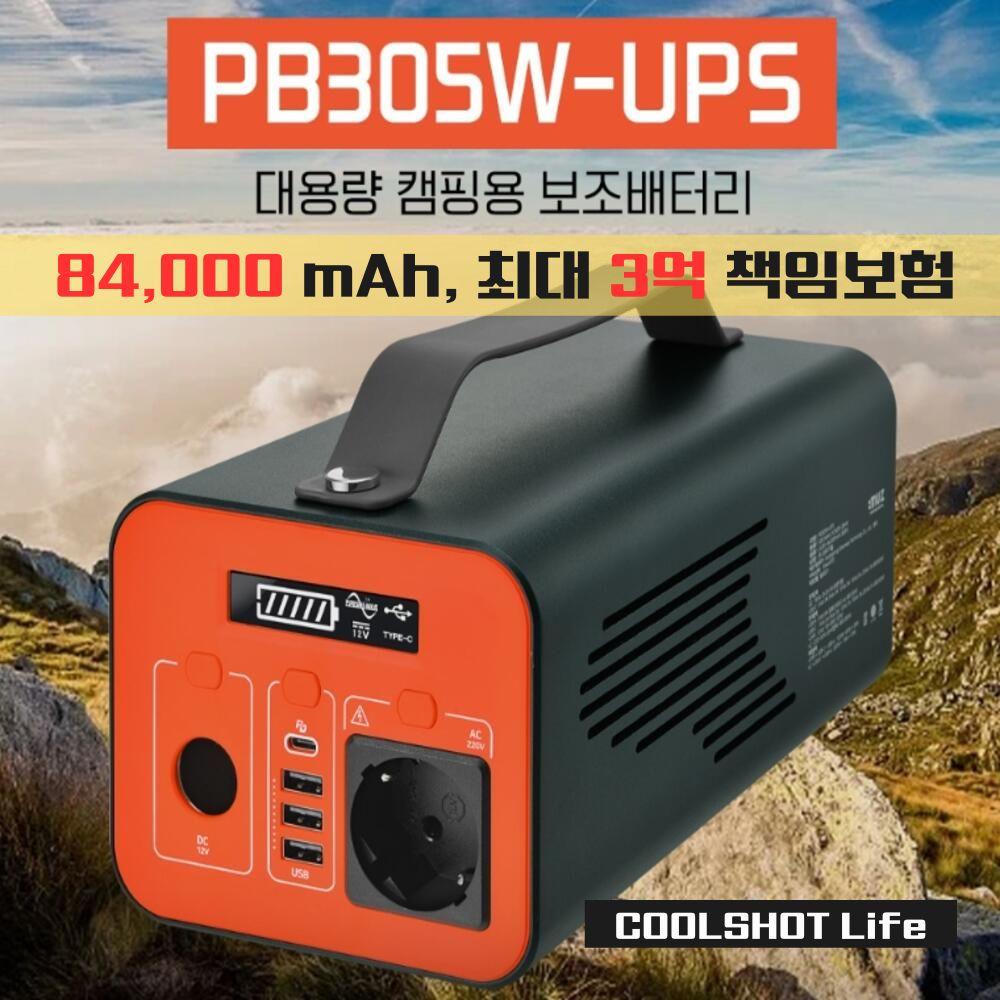 PB305W-UPS
대용량 캠핑용 보조배터리
84,000 mAh, 최대 3억 책임보험
12V
TYPE-C
PD
AC
220V
DC
12V
USB
COOLSHOT Life